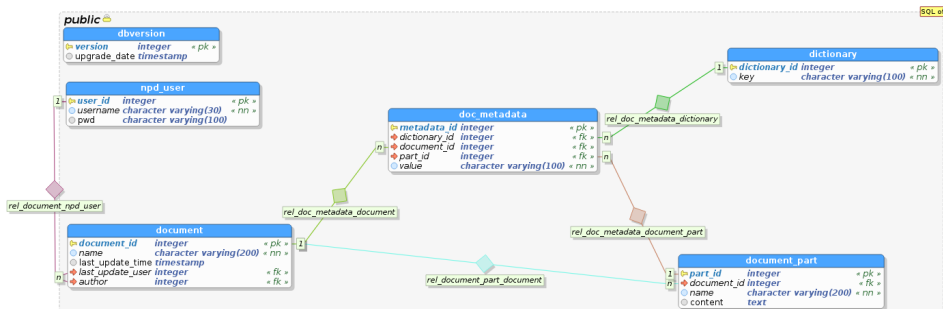 public
SQL of
dbversion
version integer « pk »
upgrade_date timestamp
dictionary
dictionary_id integer « pk »
key character varying(100) « nn »
npd_user
user_id integer « pk »
username character varying(30) « nn »
pwd character varying(100)
doc_metadata
metadata_id integer « pk »
dictionary_id integer « fk »
document_id integer « fk »
part_id integer « fk »
value character varying(100) « nn »
1
1
n
n
n
rel_doc_metadata_dictionary
rel_document_npd_user
rel_doc_metadata_document
rel_doc_metadata_document_part
document
document_id integer « pk »
name character varying(200) « nn »
last_update_time timestamp
last_update_user integer « fk »
author integer « fk »
1
n
rel_document_part_document
document_part
part_id integer « pk »
document_id integer « fk »
name character varying(200) « nn »
content text
1
n